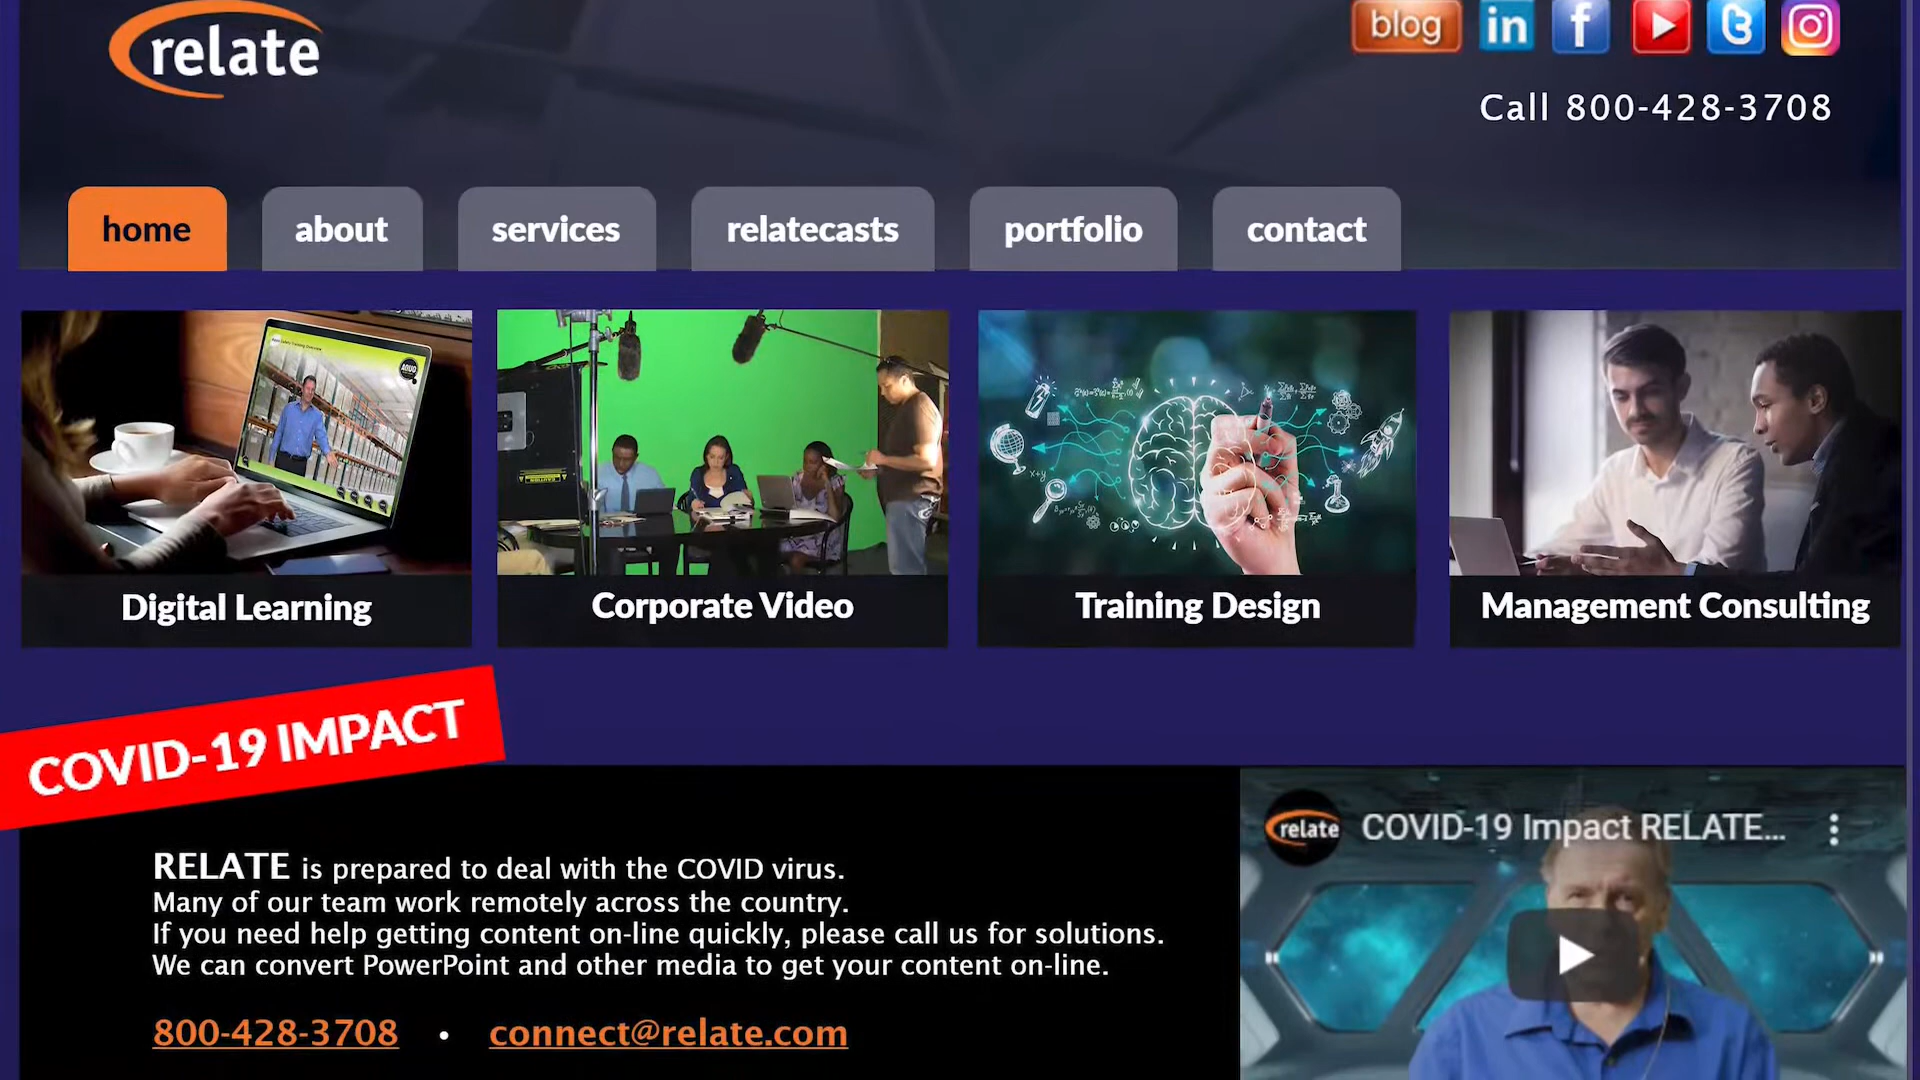 relate
blog
in
f
Call 800-428-3708
home
about
services
relatecasts
portfolio
contact
Digital Learning
Corporate Video
Training Design
Management Consulting
COVID-19 IMPACT
relate
COVID-19 Impact RELATE...
RELATE is prepared to deal with the COVID virus.
Many of our team work remotely across the country.
If you need help getting content on-line quickly, please call us for solutions.
We can convert PowerPoint and other media to get your content on-line.
800-428-3708 • connect@relate.com